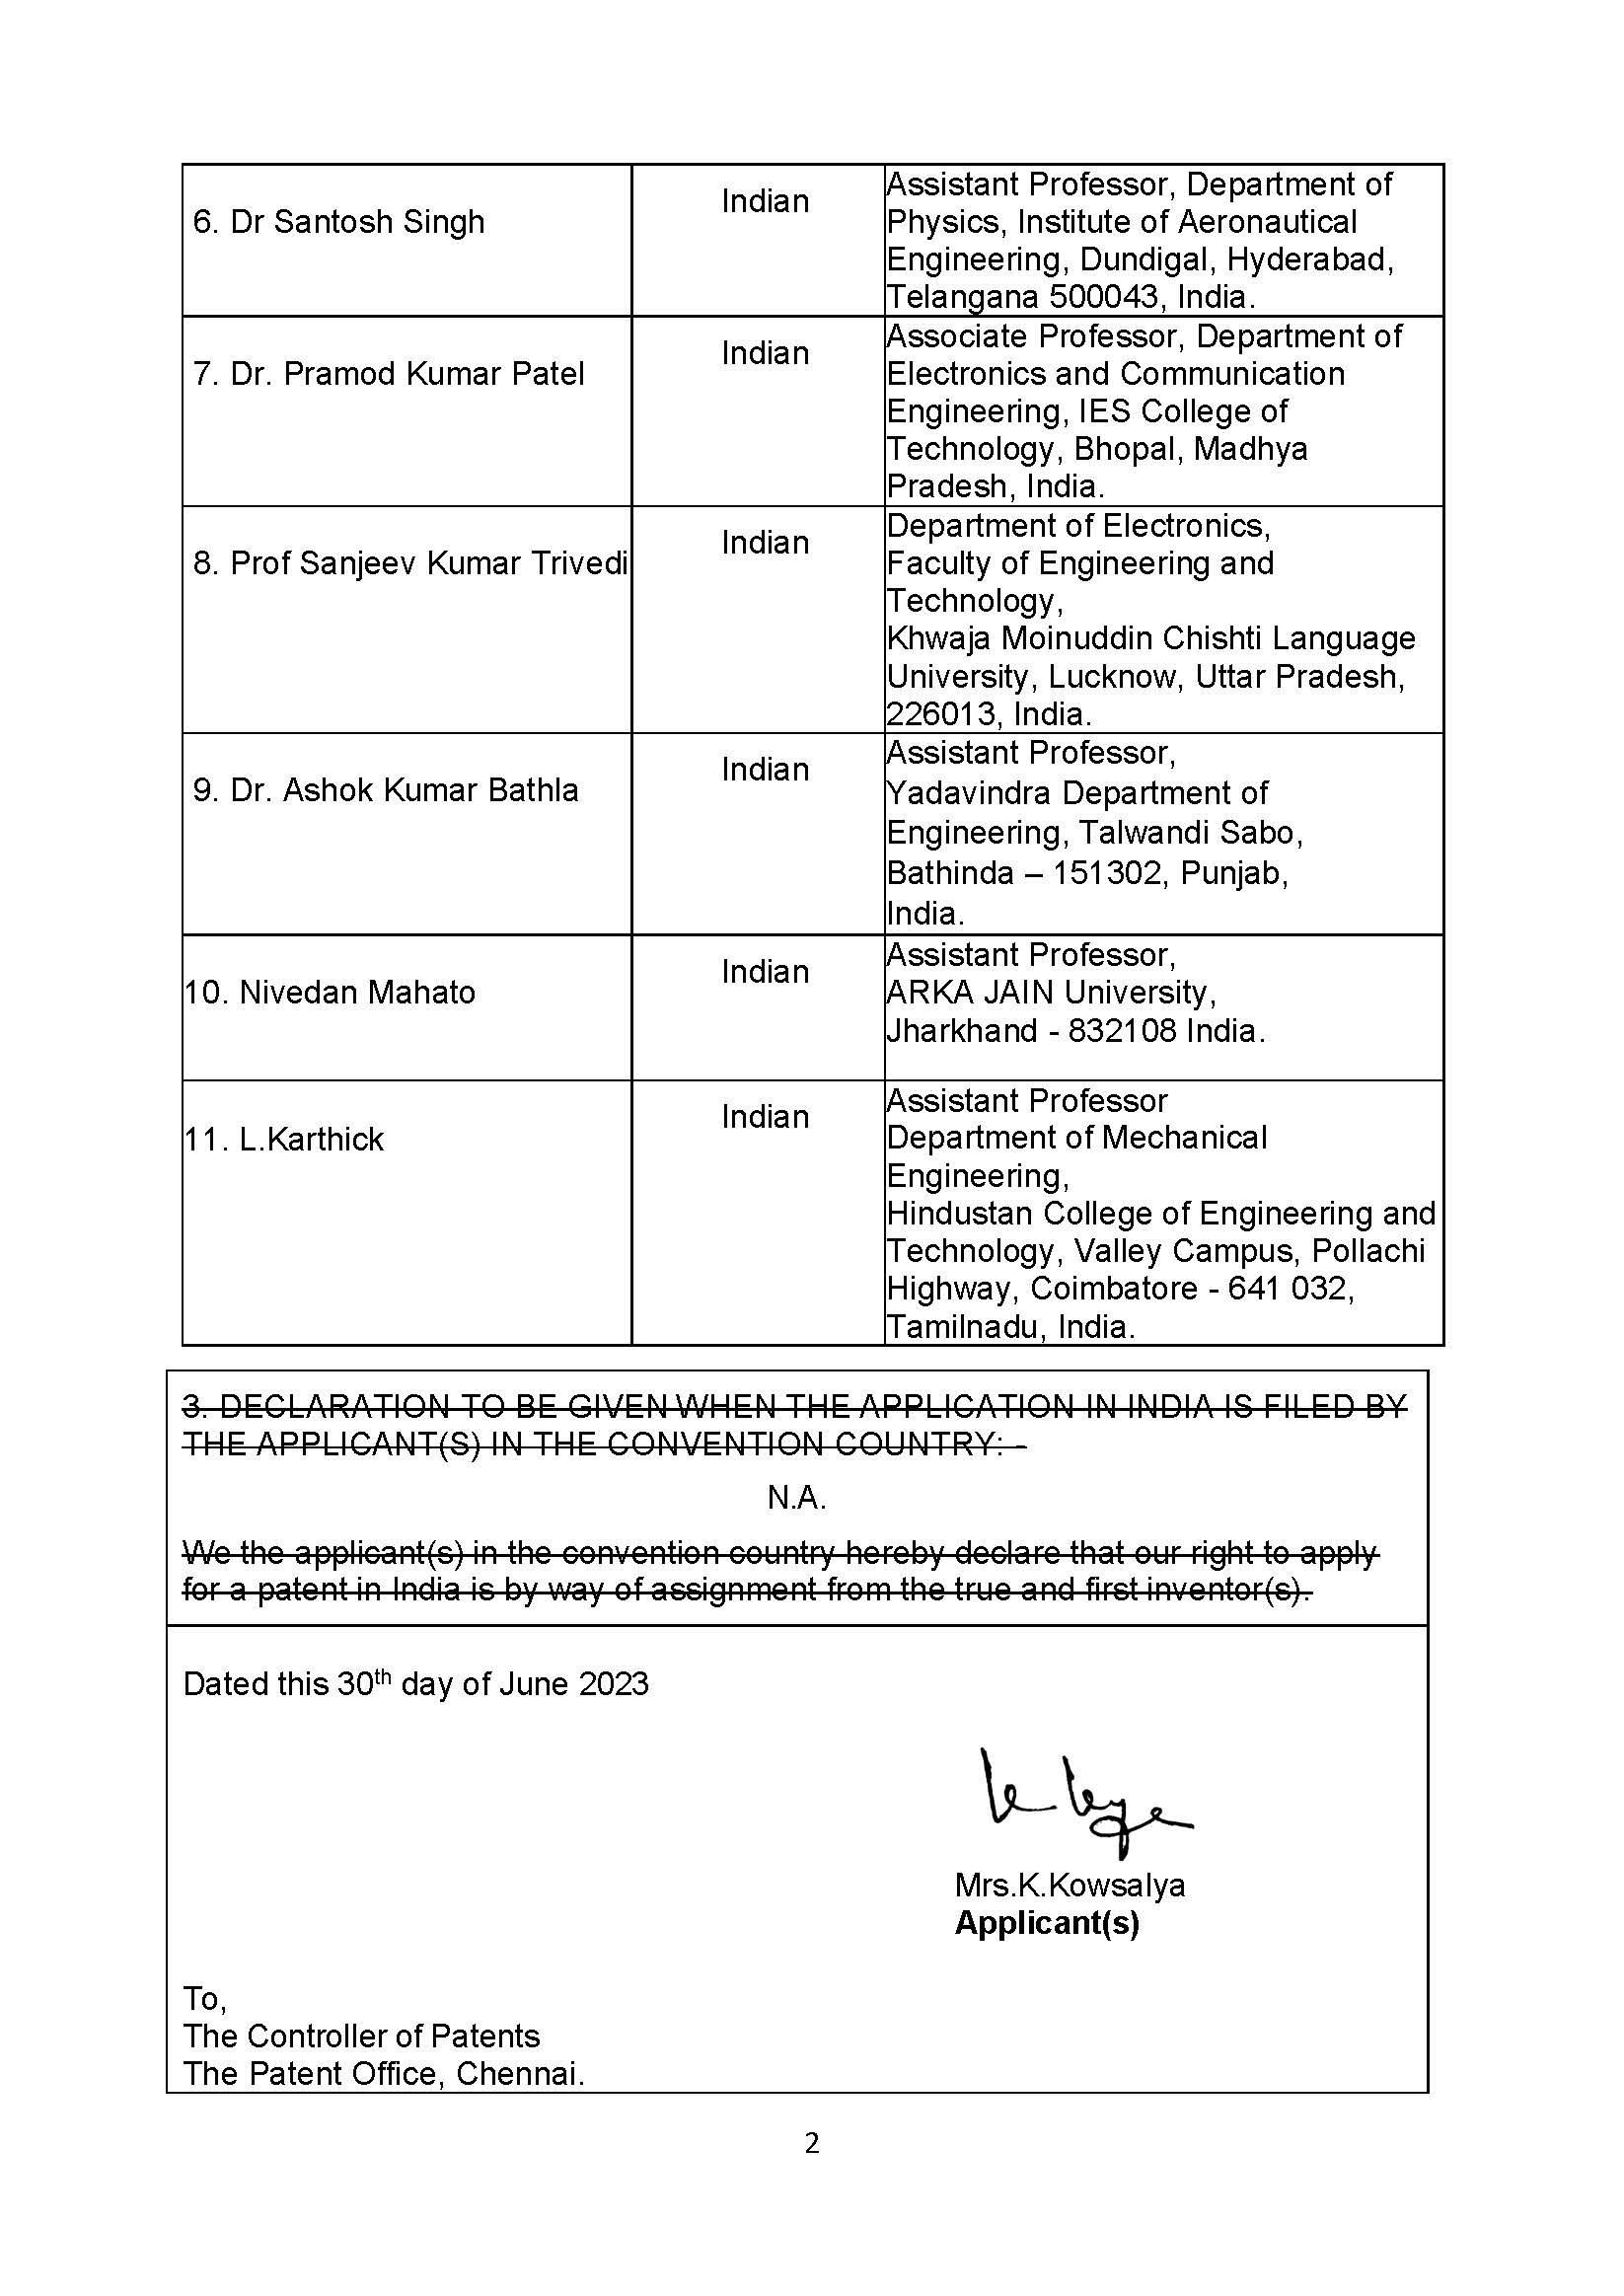 6. Dr Santosh Singh
Indian
Assistant Professor, Department of
Physics, Institute of Aeronautical
Engineering, Dundigal, Hyderabad,
Telangana 500043, India.
7. Dr. Pramod Kumar Patel
Indian
Associate Professor, Department of
Electronics and Communication
Engineering, IES College of
Technology, Bhopal, Madhya
Pradesh, India.
8. Prof Sanjeev Kumar Trivedi
Indian
Department of Electronics,
Faculty of Engineering and
Technology,
Khwaja Moinuddin Chishti Language
University, Lucknow, Uttar Pradesh,
226013, India.
9. Dr. Ashok Kumar Bathla
Indian
Assistant Professor,
Yadavindra Department of
Engineering, Talwandi Sabo,
Bathinda – 151302, Punjab,
India.
10. Nivedan Mahato
Indian
Assistant Professor,
ARKA JAIN University,
Jharkhand - 832108 India.
11. L.Karthick
Indian
Assistant Professor
Department of Mechanical
Engineering,
Hindustan College of Engineering and
Technology, Valley Campus, Pollachi
Highway, Coimbatore - 641 032,
Tamilnadu, India.
3. DECLARATION TO BE GIVEN WHEN THE APPLICATION IN INDIA IS FILED BY
THE APPLICANT(S) IN THE CONVENTION COUNTRY: -
N.A.
We the applicant(s) in the convention country hereby declare that our right to apply
for a patent in India is by way of assignment from the true and first inventor(s).
Dated this 30th day of June 2023
Mrs.K.Kowsalya
Applicant(s)
To,
The Controller of Patents
The Patent Office, Chennai.
2